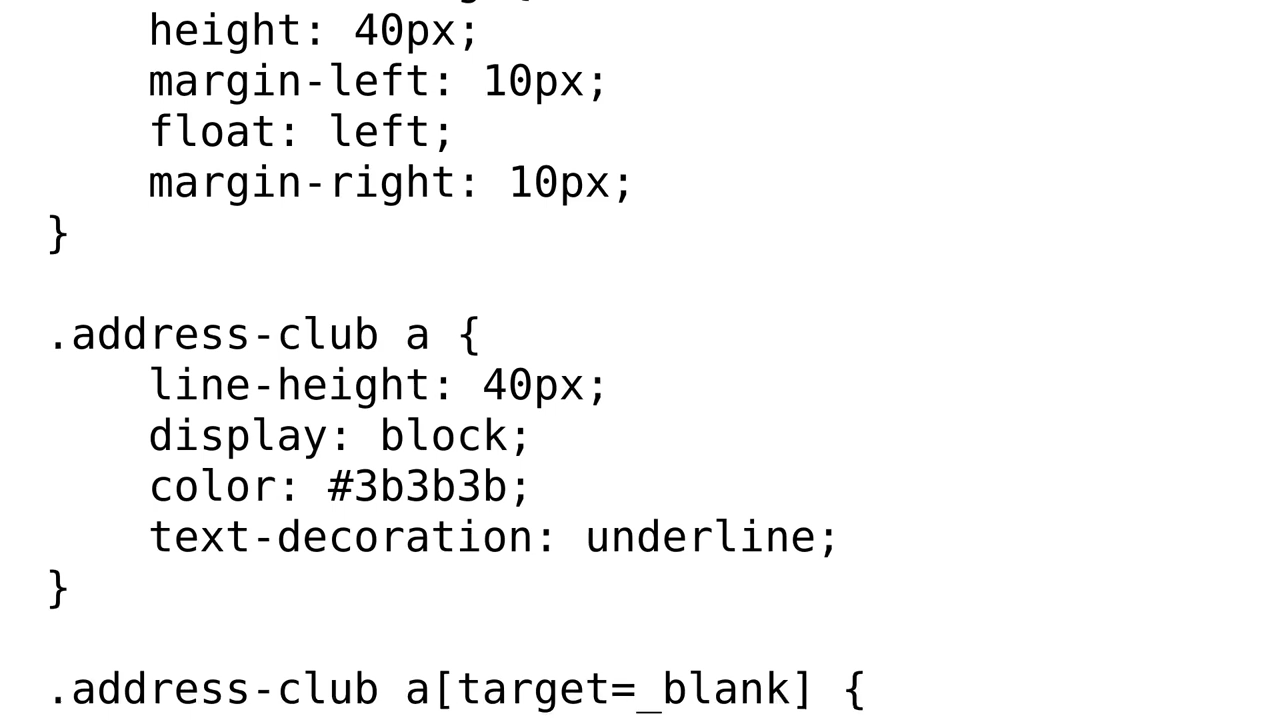 height: 40px;
margin-left: 10px;
float: left;
margin-right: 10px;
}
.address-club a {
line-height: 40px;
display: block;
color: #3b3b3b;
text-decoration: underline;
}
.address-club a[target=_blank] {